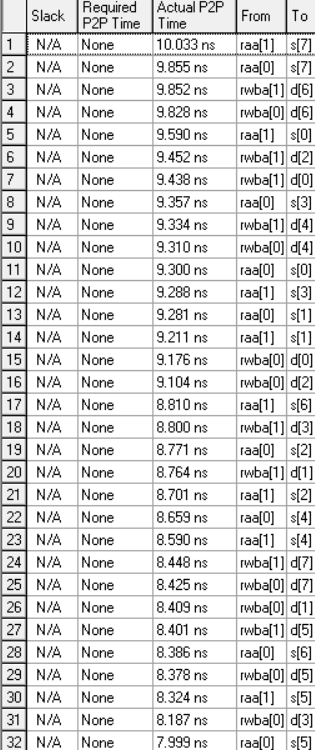 Slack Required P2P Time Actual P2P Time From To
1 N/A None 10.033 ns raa[1] s[7]
2 N/A None 9.855 ns raa[0] s[7]
3 N/A None 9.852 ns rwba[1] d[6]
4 N/A None 9.828 ns rwba[0] d[6]
5 N/A None 9.590 ns raa[1] s[0]
6 N/A None 9.452 ns rwba[1] d[2]
7 N/A None 9.438 ns rwba[1] d[0]
8 N/A None 9.357 ns raa[0] s[3]
9 N/A None 9.334 ns rwba[1] d[4]
10 N/A None 9.310 ns rwba[0] d[4]
11 N/A None 9.300 ns raa[0] s[0]
12 N/A None 9.288 ns raa[1] s[3]
13 N/A None 9.281 ns raa[0] s[1]
14 N/A None 9.211 ns raa[1] s[1]
15 N/A None 9.176 ns rwba[0] d[0]
16 N/A None 9.104 ns rwba[0] d[2]
17 N/A None 8.810 ns raa[1] s[6]
18 N/A None 8.800 ns rwba[1] d[3]
19 N/A None 8.771 ns raa[0] s[2]
20 N/A None 8.764 ns rwba[1] d[1]
21 N/A None 8.701 ns raa[1] s[2]
22 N/A None 8.659 ns raa[0] s[4]
23 N/A None 8.590 ns raa[1] s[4]
24 N/A None 8.448 ns rwba[1] d[7]
25 N/A None 8.425 ns rwba[0] d[7]
26 N/A None 8.409 ns rwba[0] d[1]
27 N/A None 8.401 ns rwba[1] d[5]
28 N/A None 8.386 ns raa[0] s[6]
29 N/A None 8.378 ns rwba[0] d[5]
30 N/A None 8.324 ns raa[1] s[5]
31 N/A None 8.187 ns rwba[0] d[3]
32 N/A None 7.999 ns raa[0] s[5]